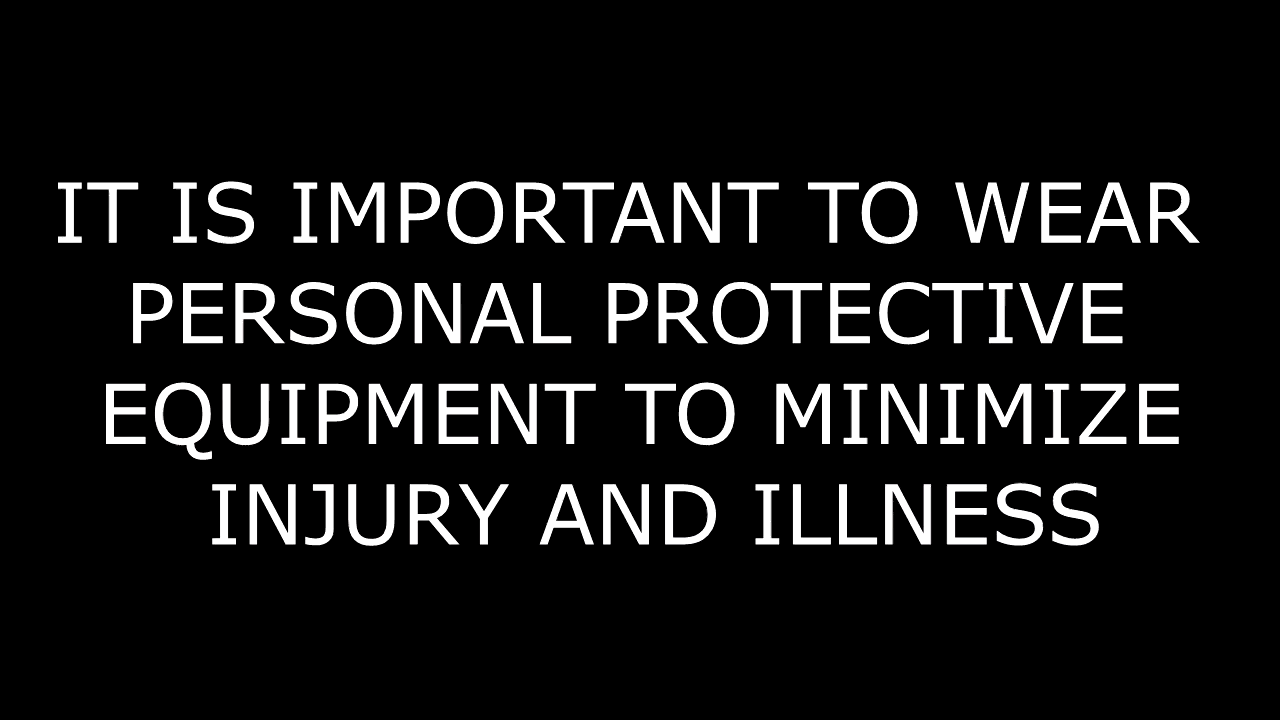 IT IS IMPORTANT TO WEAR
PERSONAL PROTECTIVE
EQUIPMENT TO MINIMIZE
INJURY AND ILLNESS